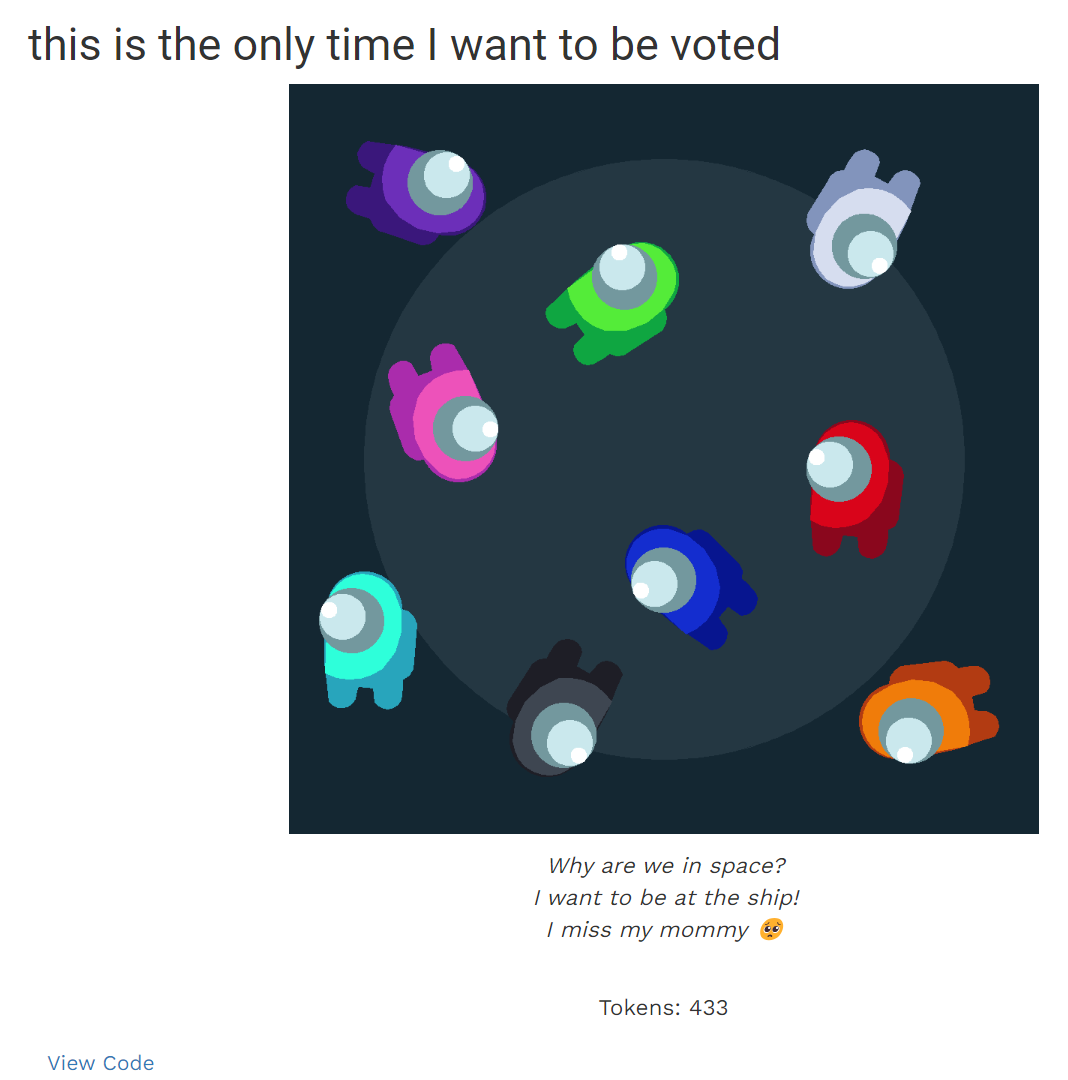 this is the only time I want to be voted
Why are we in space?
I want to be at the ship!
I miss my mommy 🥺
Tokens: 433
View Code